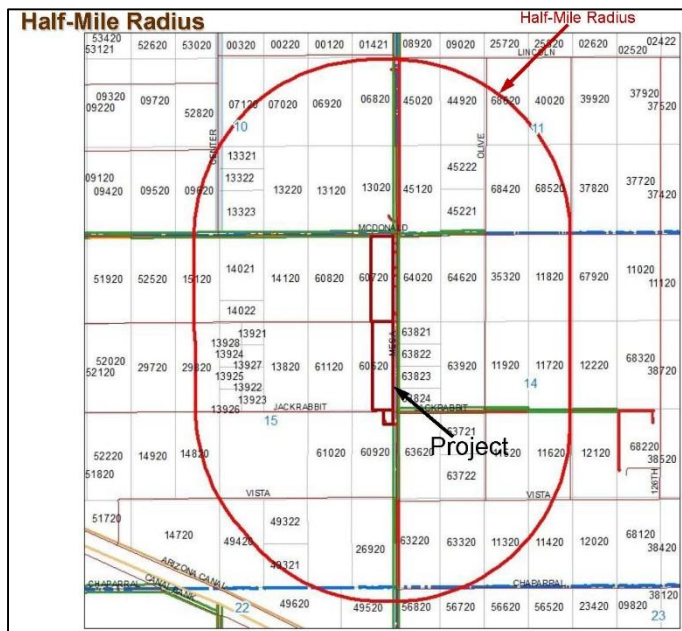 Half-Mile Radius
Half-Mile Radius
53420 52620 53020 00320 00220 00120 01421 08920 09020 25720 02620 02422
53121 02520
LINCOLN
09320 09720 07120 07020 06920 06820 45020 44920 68620 40020 39920 37920
09220 52820 37520
10 11
CENTER OLIVE
13321 45222
09120 13322 13220 13120 13020 45120 68420 68520 37820 37720
09420 09520 09620 37420
13323 45221
MCDONALD
51920 52520 15120 14021 14120 60820 60720 64020 64620 35320 11820 67920 11020
11120
14022
MESA
13921 63821
52020 29720 29820 13928 13820 61120 60620 63822 63920 11920 11720 12220 68320
52120 13924 13927 63823 38720
13925 13922
13923 14
13926 JACKRABBIT
15
Project
63721
52220 14920 14820 61020 60920 63620 11620 12120 68220
51820 63722 38520
128TH
VISTA VISTA
51720 49322
14720 49420 26920 63220 63320 11320 11420 12020 68120
49321 38420
ARIZONA CANAL
CHAPARRAL CANAL BANK CHAPARRAL
22 49620 49520 56820 56720 56620 56520 23420 09820 38120
23